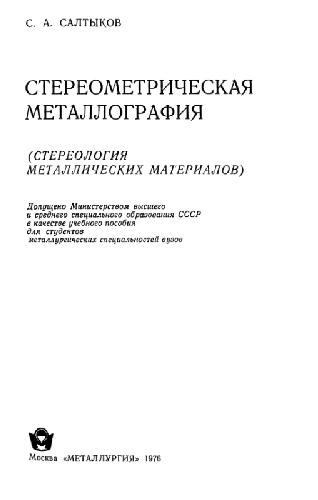 С. А. САЛТЫКОВ
СТЕРЕОМЕТРИЧЕСКАЯ
МЕТАЛЛОГРАФИЯ
(СТЕРЕОЛОГИЯ
МЕТАЛЛИЧЕСКИХ МАТЕРИАЛОВ)
Допущено Министерством высшего
и среднего специального образования СССР
в качестве учебного пособия
для студентов
металлургических специальностей вузов
Москва «МЕТАЛЛУРГИЯ» 1976